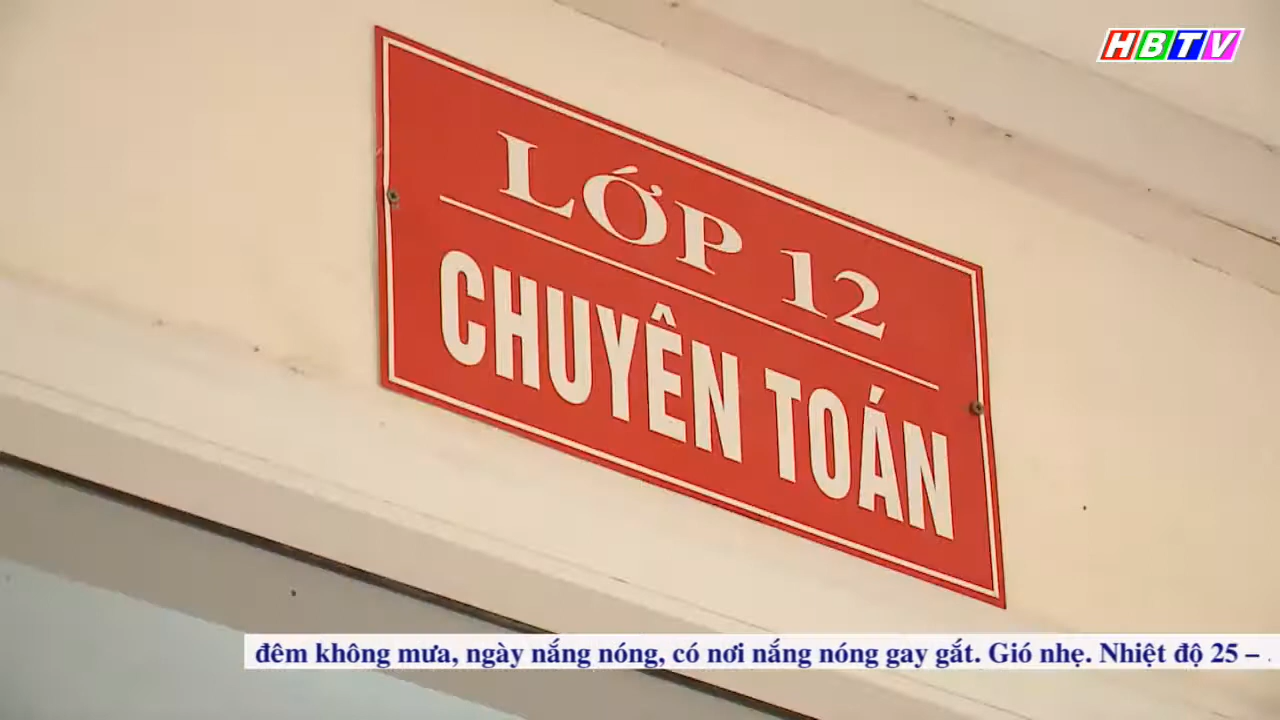 HBTV
LỚP 12
CHUYÊN TOÁN
đêm không mưa, ngày nắng nóng, có nơi nắng nóng gay gắt. Gió nhẹ. Nhiệt độ 25 –